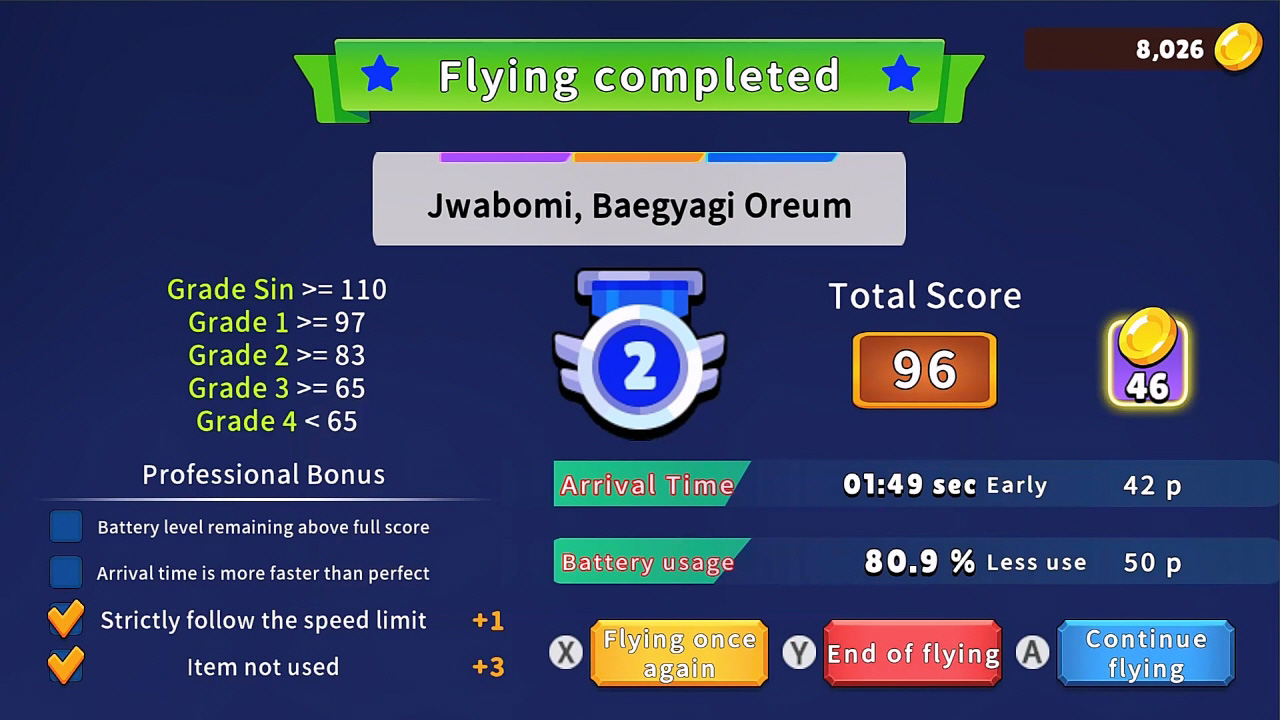 8,026
Flying completed
Jwabomi, Baegyagi Oreum
Grade Sin >= 110
Grade 1 >= 97
Grade 2 >= 83
Grade 3 >= 65
Grade 4 < 65
2
Total Score
96
46
Professional Bonus
Battery level remaining above full score
Arrival time is more faster than perfect
Strictly follow the speed limit +1
Item not used +3
Arrival Time 01:49 sec Early 42 p
Battery usage 80.9 % Less use 50 p
X Flying once again
Y End of flying
A Continue flying